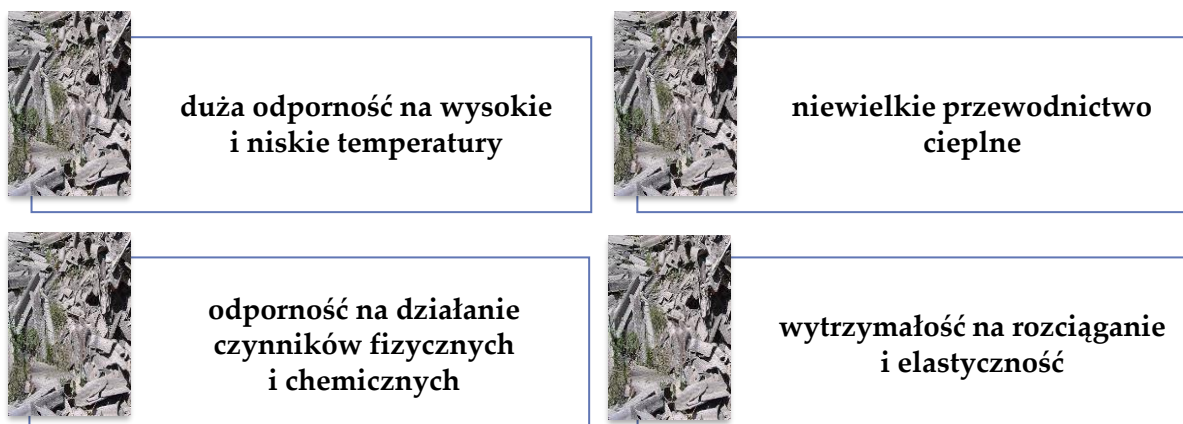 duża odporność na wysokie
i niskie temperatury
niewielkie przewodnictwo
cieplne
odporność na działanie
czynników fizycznych
i chemicznych
wytrzymałość na rozciąganie
i elastyczność